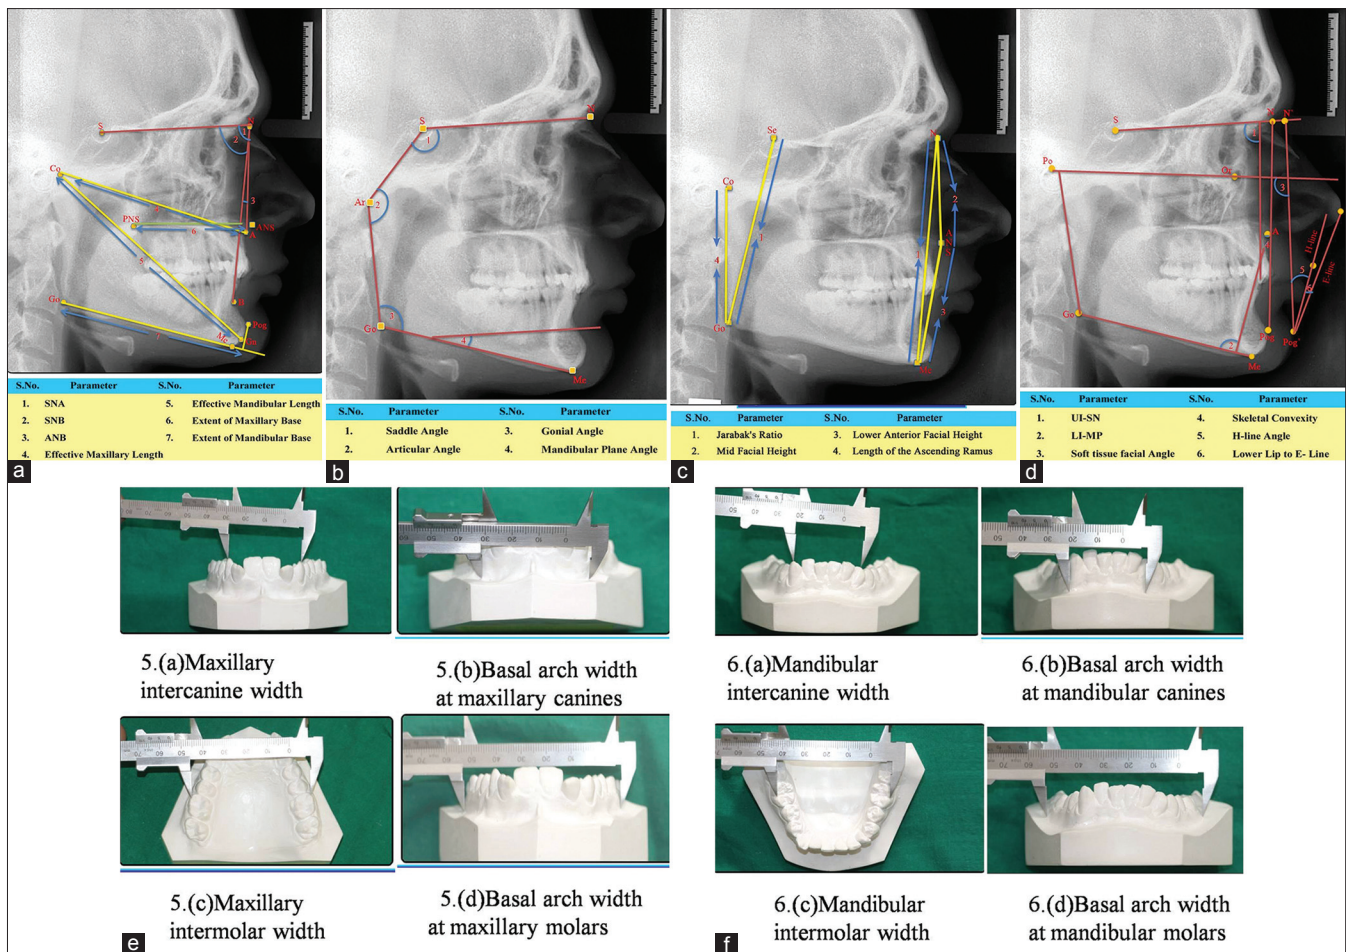 S
N
2
1
Co
3
4
PNS
ANS
6
A
5
Go
B
Pog
Gn
Me
7
S.No. Parameter S.No. Parameter
1. SNA 5. Effective Mandibular Length
2. SNB 6. Extent of Maxillary Base
3. ANB 7. Extent of Mandibular Base
4. Effective Maxillary Length
a
S
N
1
Ar
2
Go
3
4
Me
S.No. Parameter S.No. Parameter
1. Saddle Angle 3. Gonial Angle
2. Articular Angle 4. Mandibular Plane Angle
b
Se
N
Co
2
1
A
4
1
Go
3
Me
S.No. Parameter S.No. Parameter
1. Jarabak's Ratio 3. Lower Anterior Facial Height
2. Mid Facial Height 4. Length of the Ascending Ramus
c
S
N
N'
1
Po
Or
3
A
4
H-line
E-line
5
6
Go
Pog
Pog'
2
Me
S.No. Parameter S.No. Parameter
1. UI-SN 4. Skeletal Convexity
2. LI-MP 5. H-line Angle
3. Soft tissue facial Angle 6. Lower Lip to E- Line
d
5.(a)Maxillary
intercanine width
5.(b)Basal arch width
at maxillary canines
5.(c)Maxillary
intermolar width
5.(d)Basal arch width
at maxillary molars
e
6.(a)Mandibular
intercanine width
6.(b)Basal arch width
at mandibular canines
6.(c)Mandibular
intermolar width
6.(d)Basal arch width
at mandibular molars
f